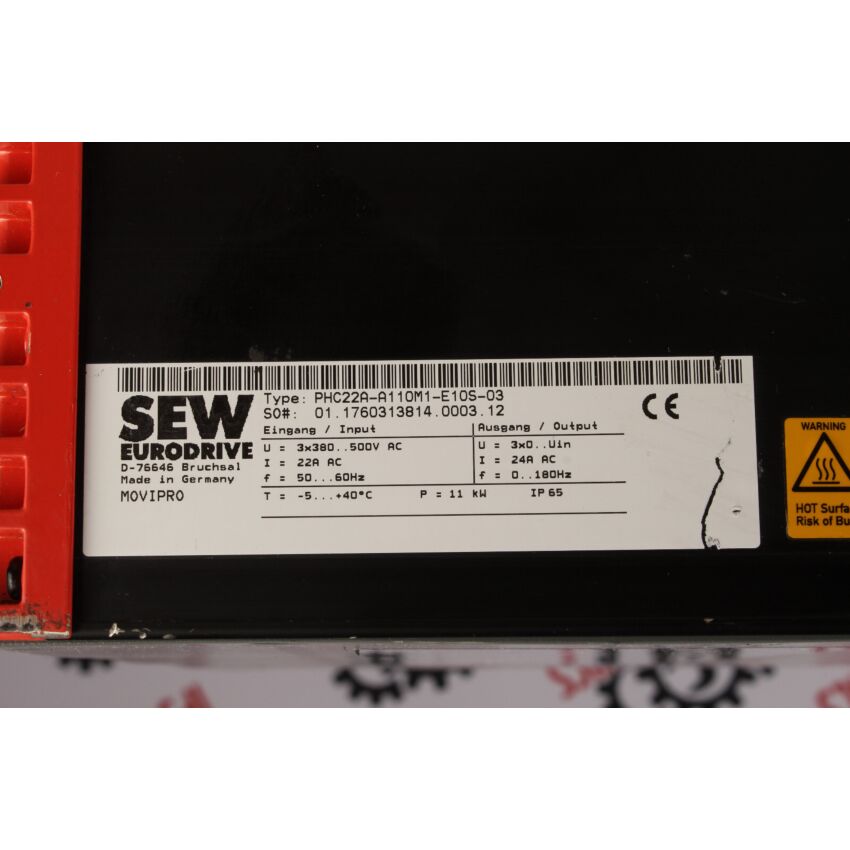 Type: PHC22A-A110M1-E10S-03
SO#: 01.1760313814.0003.12
SEW
EURODRIVE
D-76646 Bruchsal
Made in Germany
MOVIPRO
Eingang / Input
U = 3x380..500V AC
I = 22A AC
f = 50...60Hz
Ausgang / Output
U = 3x0..Uin
I = 24A AC
f = 0..180Hz
T = -5...+40°C P = 11 kW IP65
CE
WARNING
HOT Surfa
Risk of Bu